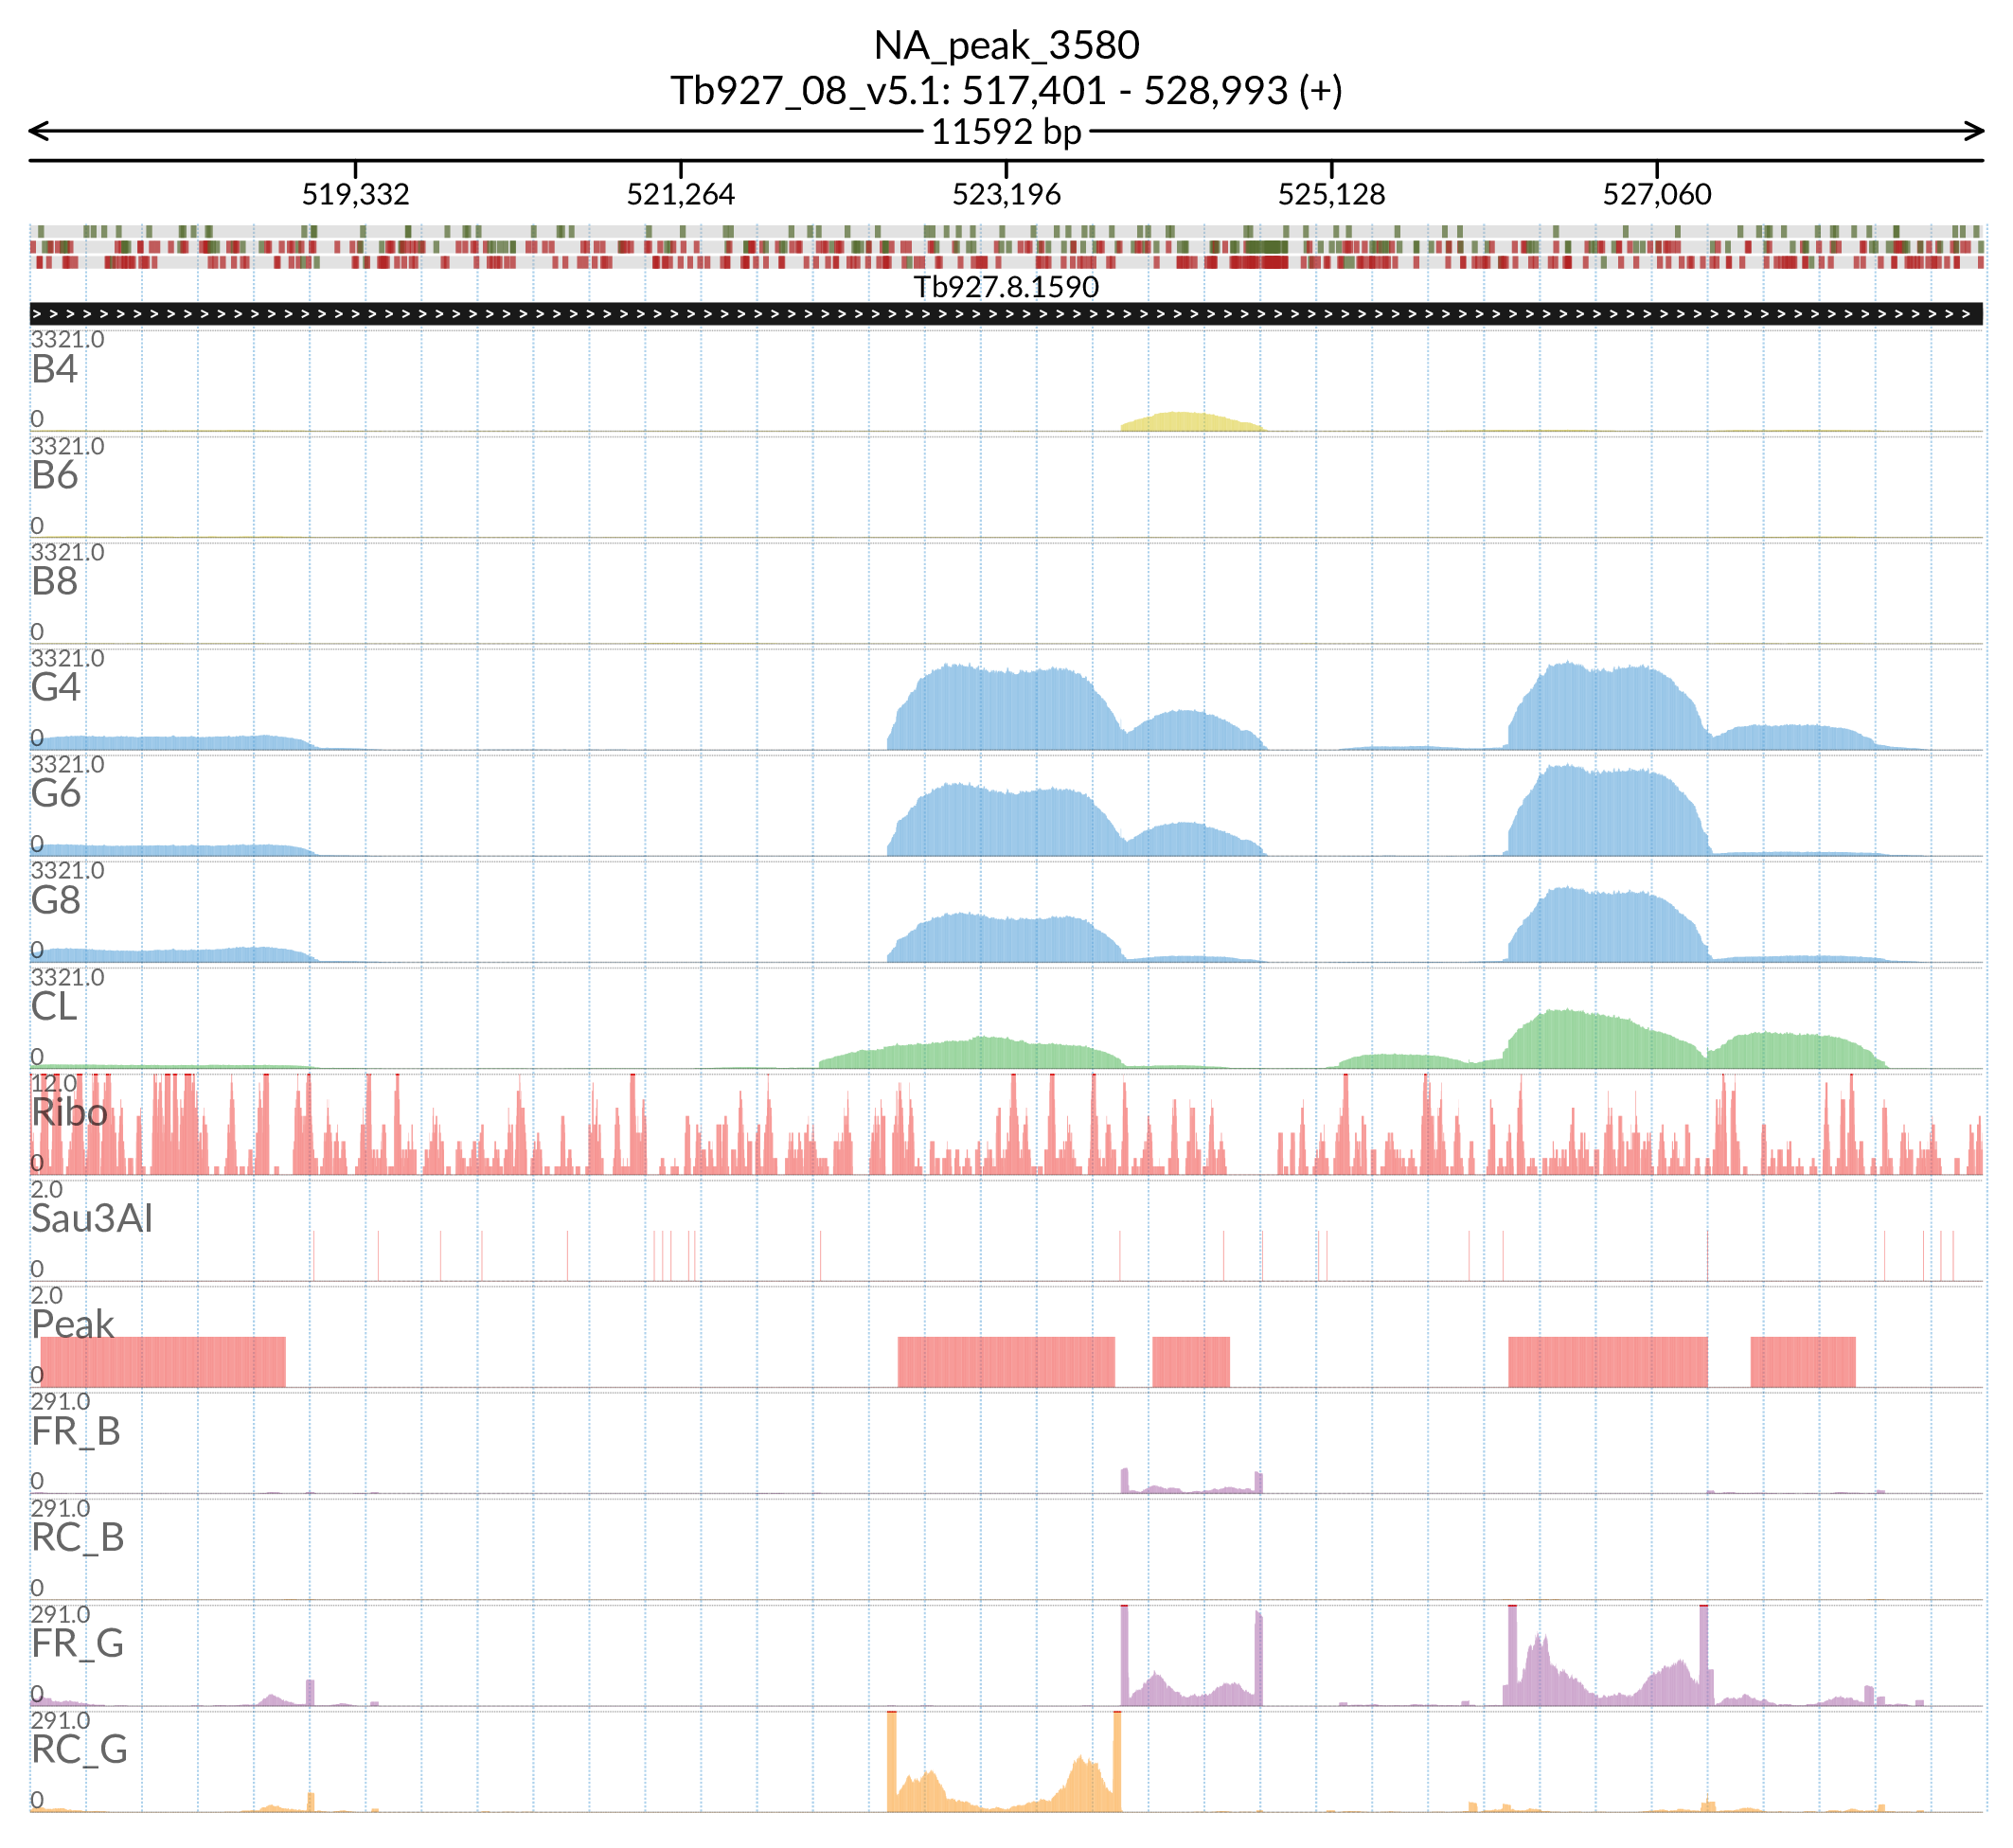 NA_peak_3580
Tb927_08_v5.1: 517,401 - 528,993 (+)
11592 bp
519,332 521,264 523,196 525,128 527,060
Tb927.8.1590
3321.0
B4
0
3321.0
B6
0
3321.0
B8
0
3321.0
G4
0
3321.0
G6
0
3321.0
G8
0
3321.0
CL
0
12.0
Ribo
0
2.0
Sau3AI
0
2.0
Peak
0
291.0
FR_B
0
291.0
RC_B
0
291.0
FR_G
0
291.0
RC_G
0